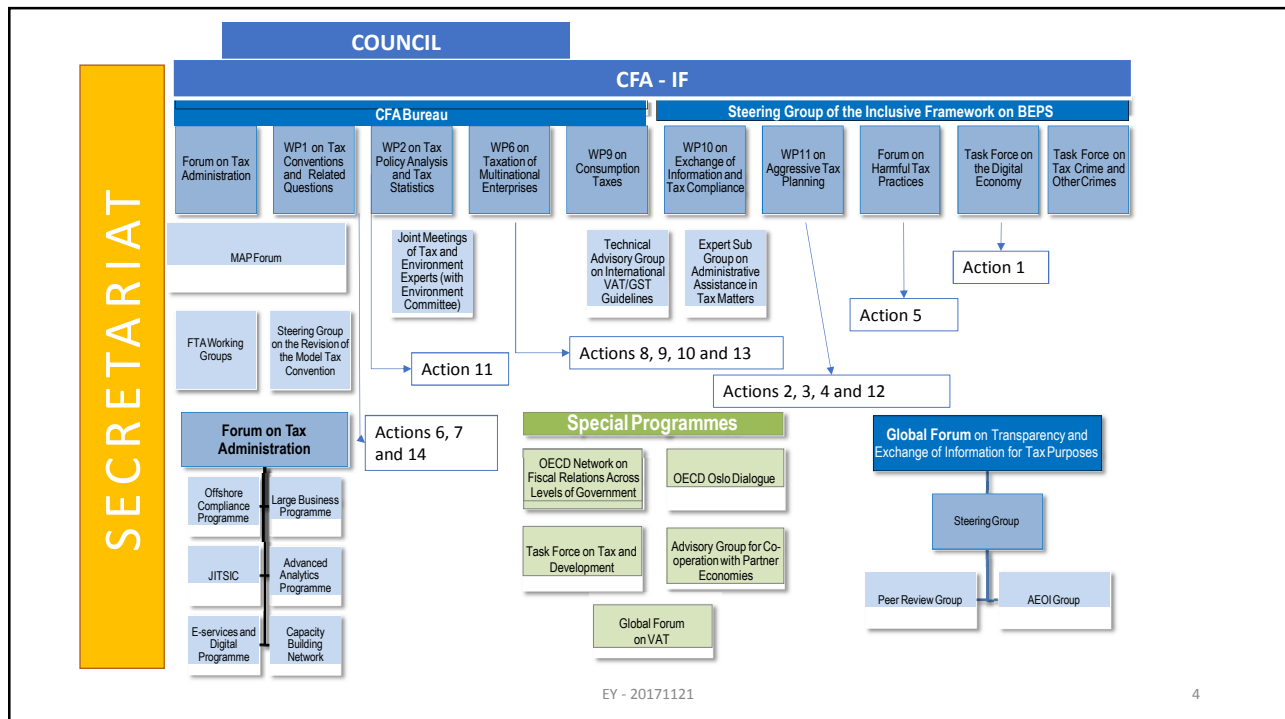 COUNCIL
SECRETARIAT
CFA - IF
CFA Bureau
Steering Group of the Inclusive Framework on BEPS
Forum on Tax
Administration
WP1 on Tax
Conventions
and Related
Questions
WP2 on Tax
Policy Analysis
and Tax
Statistics
WP6 on
Taxation of
Multinational
Enterprises
WP9 on
Consumption
Taxes
WP10 on
Exchange of
Information and
Tax Compliance
WP11 on
Aggressive Tax
Planning
Forum on
Harmful Tax
Practices
Task Force on
the Digital
Economy
Task Force on
Tax Crime and
Other Crimes
MAP Forum
Joint Meetings
of Tax and
Environment
Experts (with
Environment
Committee)
Technical
Advisory Group
on International
VAT/GST
Guidelines
Expert Sub
Group on
Administrative
Assistance in
Tax Matters
Action 1
Action 5
FTA Working
Groups
Steering Group
on the Revision of
the Model Tax
Convention
Action 11
Actions 8, 9, 10 and 13
Actions 2, 3, 4 and 12
Forum on Tax
Administration
Actions 6, 7
and 14
Offshore
Compliance
Programme
Large Business
Programme
JITSIC
Advanced
Analytics
Programme
E-services and
Digital
Programme
Capacity
Building
Network
Special Programmes
OECD Network on
Fiscal Relations Across
Levels of Government
OECD Oslo Dialogue
Task Force on Tax and
Development
Advisory Group for Co-
operation with Partner
Economies
Global Forum
on VAT
Global Forum on Transparency and
Exchange of Information for Tax Purposes
Steering Group
Peer Review Group
AEOI Group
EY - 20171121
4